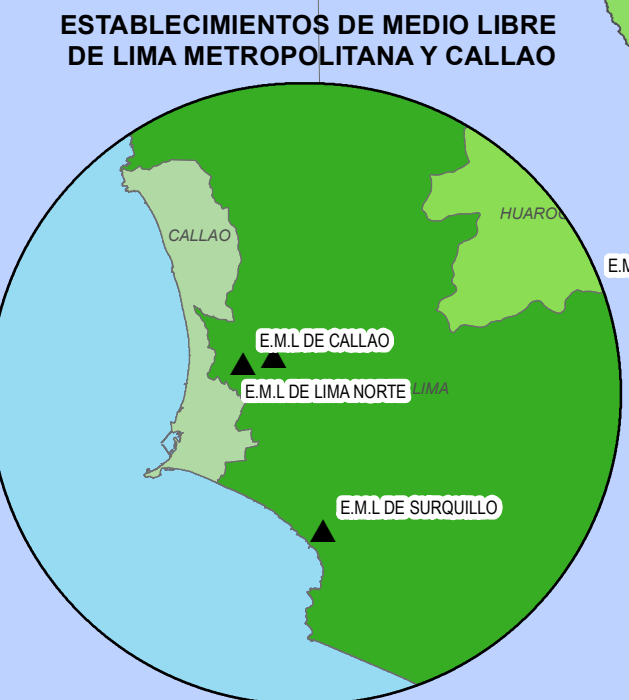 ESTABLECIMIENTOS DE MEDIO LIBRE
DE LIMA METROPOLITANA Y CALLAO
HUARO
CALLAO
E.M
E.M.L DE CALLAO
E.M.L DE LIMA NORTE
LIMA
E.M.L DE SURQUILLO